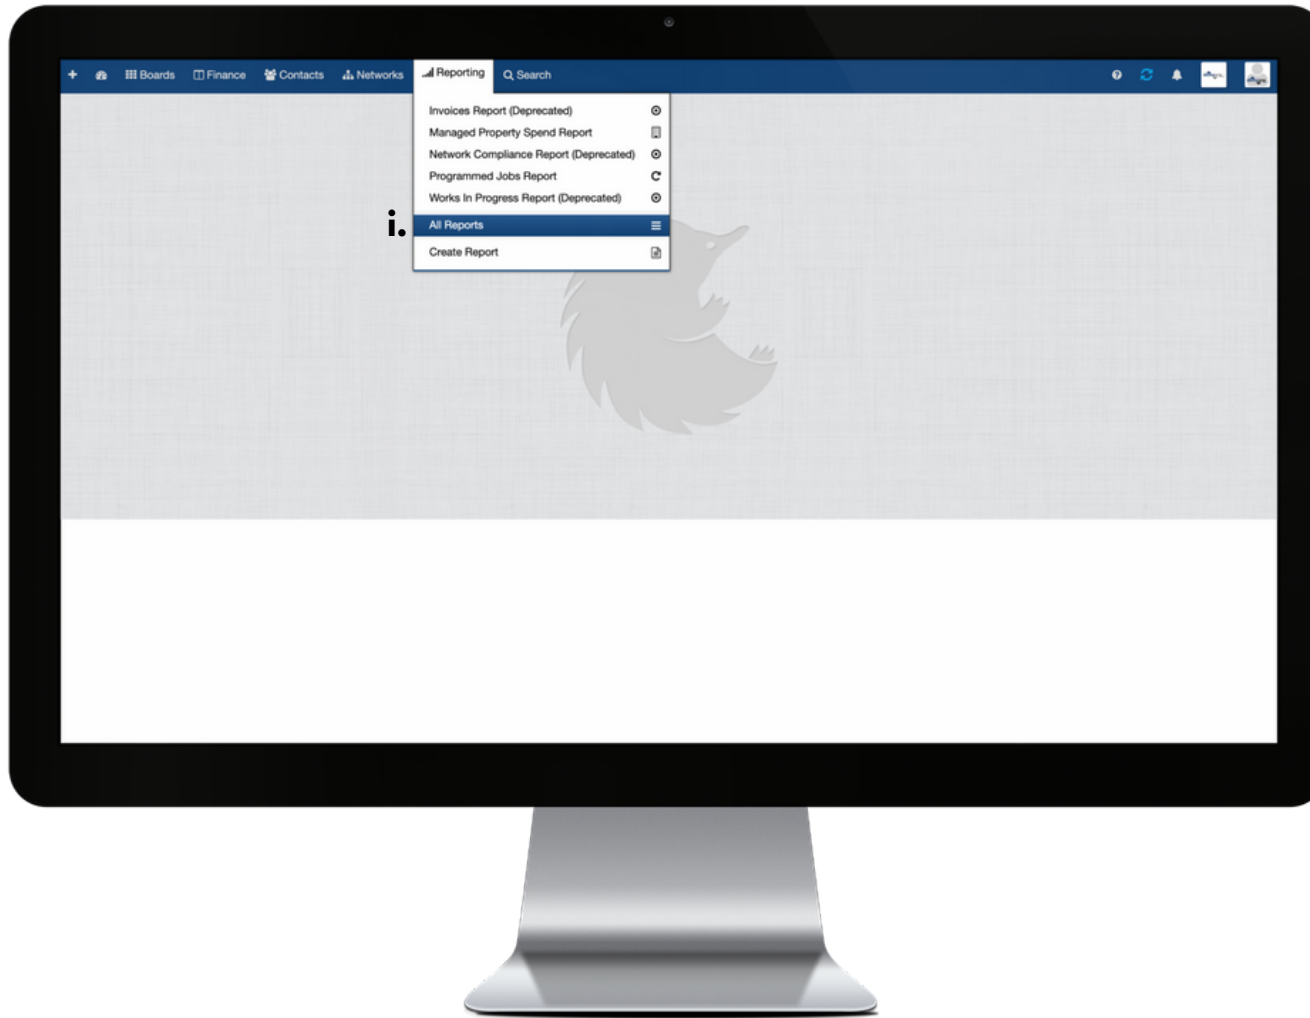 Boards Finance Contacts Networks Reporting Search
Invoices Report (Deprecated)
Managed Property Spend Report
Network Compliance Report (Deprecated)
Programmed Jobs Report
Works In Progress Report (Deprecated)
i. All Reports
Create Report